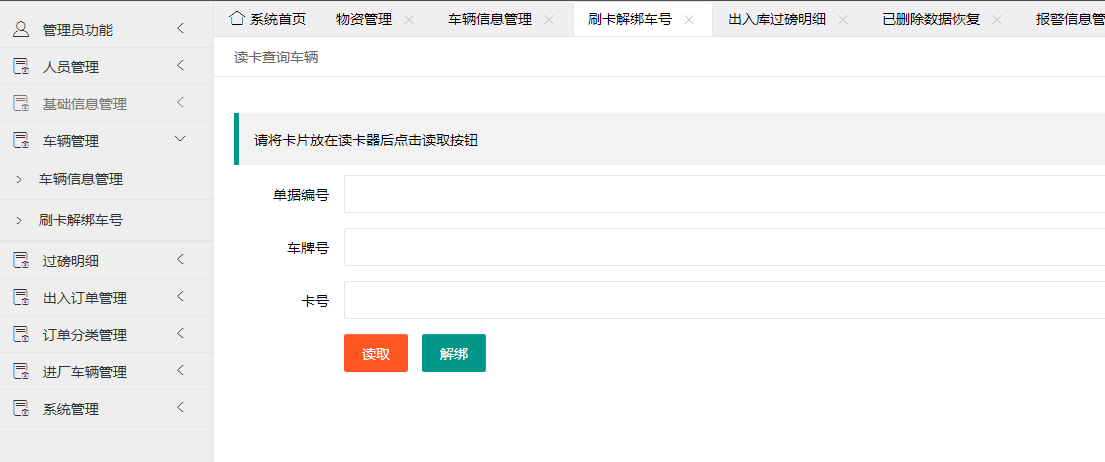 管理员功能
人员管理
基础信息管理
车辆管理
车辆信息管理
刷卡解绑车号
过磅明细
出入订单管理
订单分类管理
进厂车辆管理
系统管理
系统首页 物资管理 车辆信息管理 刷卡解绑车号 出入库过磅明细 已删除数据恢复 报警信息管
读卡查询车辆
请将卡片放在读卡器后点击读取按钮
单据编号
车牌号
卡号
读取 解绑